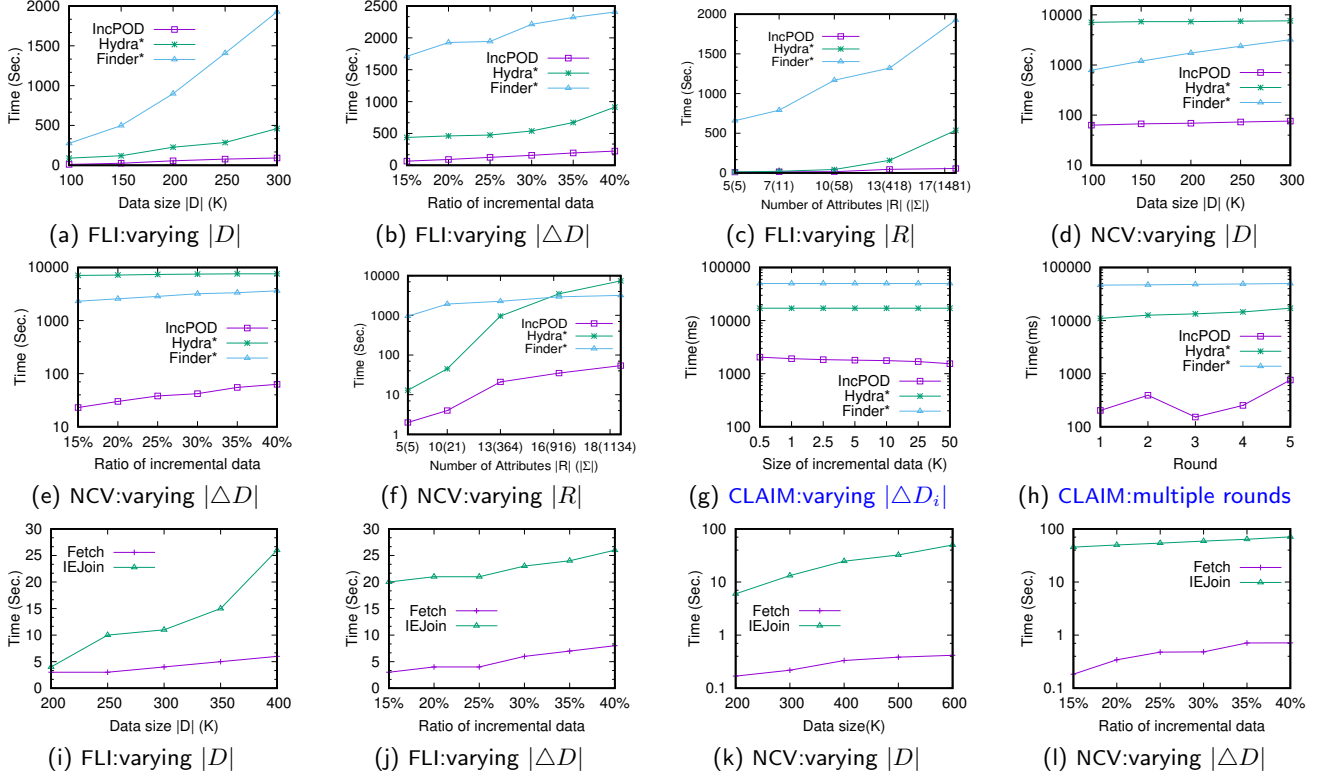 2000
1500
1000
500
0
100
150
200
250
300
Time (Sec.)
Data size |D| (K)
IncPOD
Hydra*
Finder*
(a) FLI:varying |D|
2500
2000
1500
1000
500
0
15%
20%
25%
30%
35%
40%
Time (Sec.)
Ratio of incremental data
IncPOD
Hydra*
Finder*
(b) FLI:varying |△D|
2000
1500
1000
500
0
5(5)
7(11)
10(58)
13(418)
17(1481)
Time (Sec.)
Number of Attributes |R| (|Σ|)
IncPOD
Hydra*
Finder*
(c) FLI:varying |R|
10000
1000
100
10
100
150
200
250
300
Time (Sec.)
Data size |D| (K)
IncPOD
Hydra*
Finder*
(d) NCV:varying |D|
10000
1000
100
10
15%
20%
25%
30%
35%
40%
Time (Sec.)
Ratio of incremental data
IncPOD
Hydra*
Finder*
(e) NCV:varying |△D|
10000
1000
100
10
1
5(5)
10(21)
13(364)
16(916)
18(1134)
Time (Sec.)
Number of Attributes |R| (|Σ|)
IncPOD
Hydra*
Finder*
(f) NCV:varying |R|
100000
10000
1000
100
0.5
1
2.5
5
10
25
50
Time(ms)
Size of incremental data (K)
IncPOD
Hydra*
Finder*
(g) CLAIM:varying |△Dᵢ|
100000
10000
1000
100
1
2
3
4
5
Time(ms)
Round
IncPOD
Hydra*
Finder*
(h) CLAIM:multiple rounds
30
25
20
15
10
5
0
200
250
300
350
400
Time (Sec.)
Data size |D| (K)
Fetch
IEJoin
(i) FLI:varying |D|
30
25
20
15
10
5
0
15%
20%
25%
30%
35%
40%
Time (Sec.)
Ratio of incremental data
Fetch
IEJoin
(j) FLI:varying |△D|
100
10
1
0.1
200
300
400
500
600
Time (Sec.)
Data size(K)
Fetch
IEJoin
(k) NCV:varying |D|
100
10
1
0.1
15%
20%
25%
30%
35%
40%
Time (Sec.)
Ratio of incremental data
Fetch
IEJoin
(l) NCV:varying |△D|